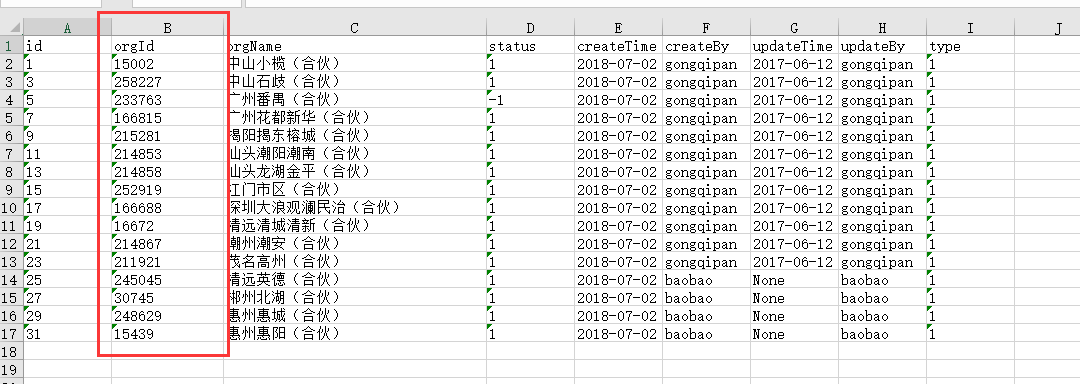 A B C D E F G H I J
1 id orgId orgName status createTime createBy updateTime updateBy type
2 1 15002 中山小榄（合伙） 1 2018-07-02 gongqipan 2017-06-12 gongqipan 1
3 3 258227 中山石歧（合伙） 1 2018-07-02 gongqipan 2017-06-12 gongqipan 1
4 5 233763 广州番禺（合伙） -1 2018-07-02 gongqipan 2017-06-12 gongqipan 1
5 7 166815 广州花都新华（合伙） 1 2018-07-02 gongqipan 2017-06-12 gongqipan 1
6 9 215281 揭阳揭东榕城（合伙） 1 2018-07-02 gongqipan 2017-06-12 gongqipan 1
7 11 214853 汕头潮阳潮南（合伙） 1 2018-07-02 gongqipan 2017-06-12 gongqipan 1
8 13 214858 汕头龙湖金平（合伙） 1 2018-07-02 gongqipan 2017-06-12 gongqipan 1
9 15 252919 江门市区（合伙） 1 2018-07-02 gongqipan 2017-06-12 gongqipan 1
10 17 166688 深圳大浪观澜民治（合伙） 1 2018-07-02 gongqipan 2017-06-12 gongqipan 1
11 19 16672 清远清城清新（合伙） 1 2018-07-02 gongqipan 2017-06-12 gongqipan 1
12 21 214867 潮州潮安（合伙） 1 2018-07-02 gongqipan 2017-06-12 gongqipan 1
13 23 211921 茂名高州（合伙） 1 2018-07-02 gongqipan 2017-06-12 gongqipan 1
14 25 245045 清远英德（合伙） 1 2018-07-02 baobao None baobao 1
15 27 30745 郴州北湖（合伙） 1 2018-07-02 baobao None baobao 1
16 29 248629 惠州惠城（合伙） 1 2018-07-02 baobao None baobao 1
17 31 15439 惠州惠阳（合伙） 1 2018-07-02 baobao None baobao 1
18
19